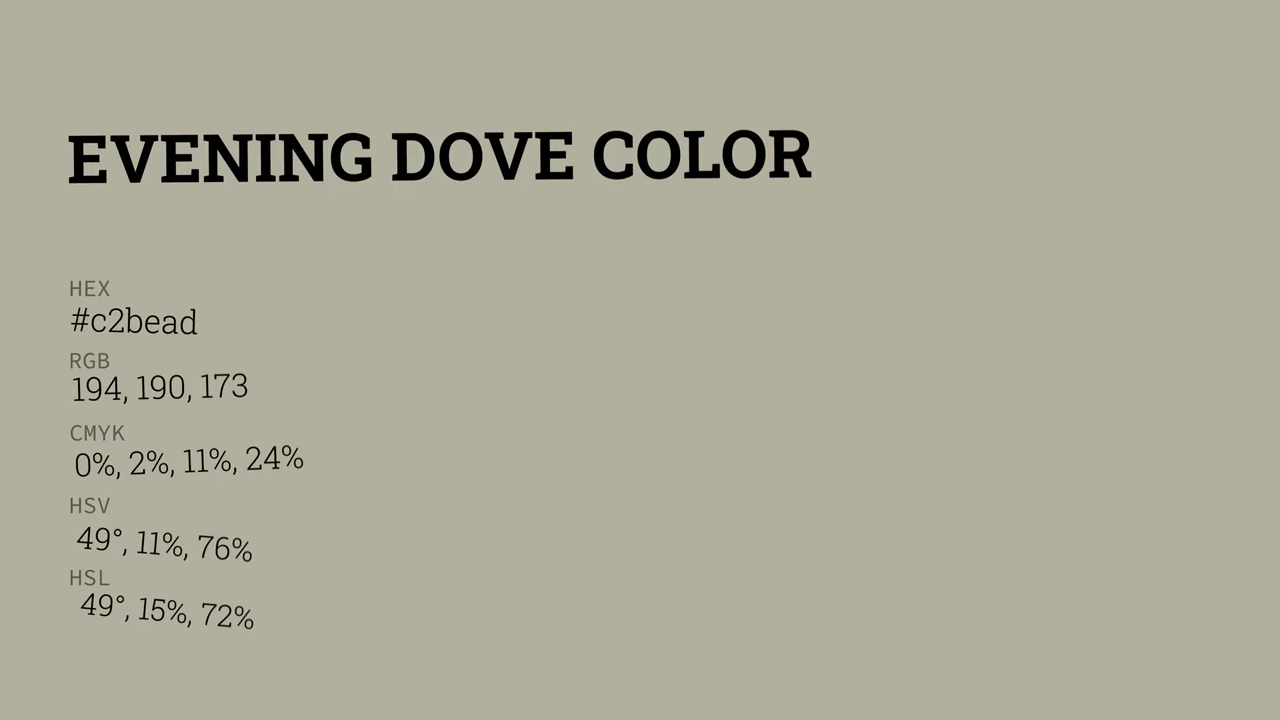 EVENING DOVE COLOR
HEX
#c2bead
RGB
194, 190, 173
CMYK
0%, 2%, 11%, 24%
HSV
49°, 11%, 76%
HSL
49°, 15%, 72%